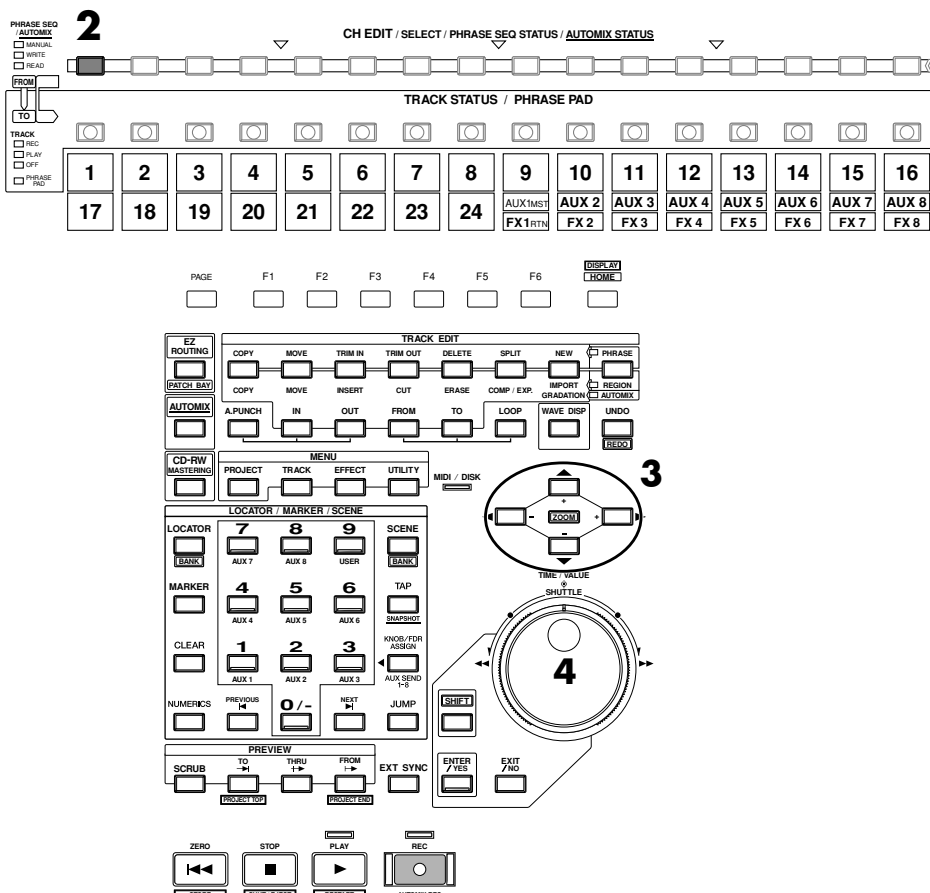 PHRASE SEQ
/ AUTOMIX
MANUAL
WRITE
READ
FROM
TO
TRACK
REC
PLAY
OFF
PHRASE
PAD
2
CH EDIT / SELECT / PHRASE SEQ STATUS / AUTOMIX STATUS
TRACK STATUS / PHRASE PAD
1 2 3 4 5 6 7 8 9 10 11 12 13 14 15 16
17 18 19 20 21 22 23 24 AUX1MST AUX 2 AUX 3 AUX 4 AUX 5 AUX 6 AUX 7 AUX 8
FX1RTN FX 2 FX 3 FX 4 FX 5 FX 6 FX 7 FX 8
PAGE F1 F2 F3 F4 F5 F6 DISPLAY
HOME
EZ
ROUTING
PATCH BAY
TRACK EDIT
COPY MOVE TRIM IN TRIM OUT DELETE SPLIT NEW PHRASE
COPY MOVE INSERT CUT ERASE COMP / EXP. IMPORT REGION
GRADATION AUTOMIX
AUTOMIX
A.PUNCH IN OUT FROM TO LOOP WAVE DISP UNDO
REDO
CD-RW
MASTERING
MENU
PROJECT TRACK EFFECT UTILITY
MIDI / DISK
3
+
- ZOOM +
-
LOCATOR / MARKER / SCENE
LOCATOR 7 8 9 SCENE
BANK AUX 7 AUX 8 USER BANK
MARKER 4 5 6 TAP
AUX 4 AUX 5 AUX 6 SNAPSHOT
CLEAR 1 2 3 KNOB/FDR
ASSIGN
AUX 1 AUX 2 AUX 3 AUX SEND
1-8
NUMERICS PREVIOUS 0 / - NEXT JUMP
TIME / VALUE
SHUTTLE
4
SHIFT
ENTER
/ YES
EXIT
/NO
PREVIEW
SCRUB TO THRU FROM EXT SYNC
PROJECT TOP PROJECT END
ZERO STOP PLAY REC